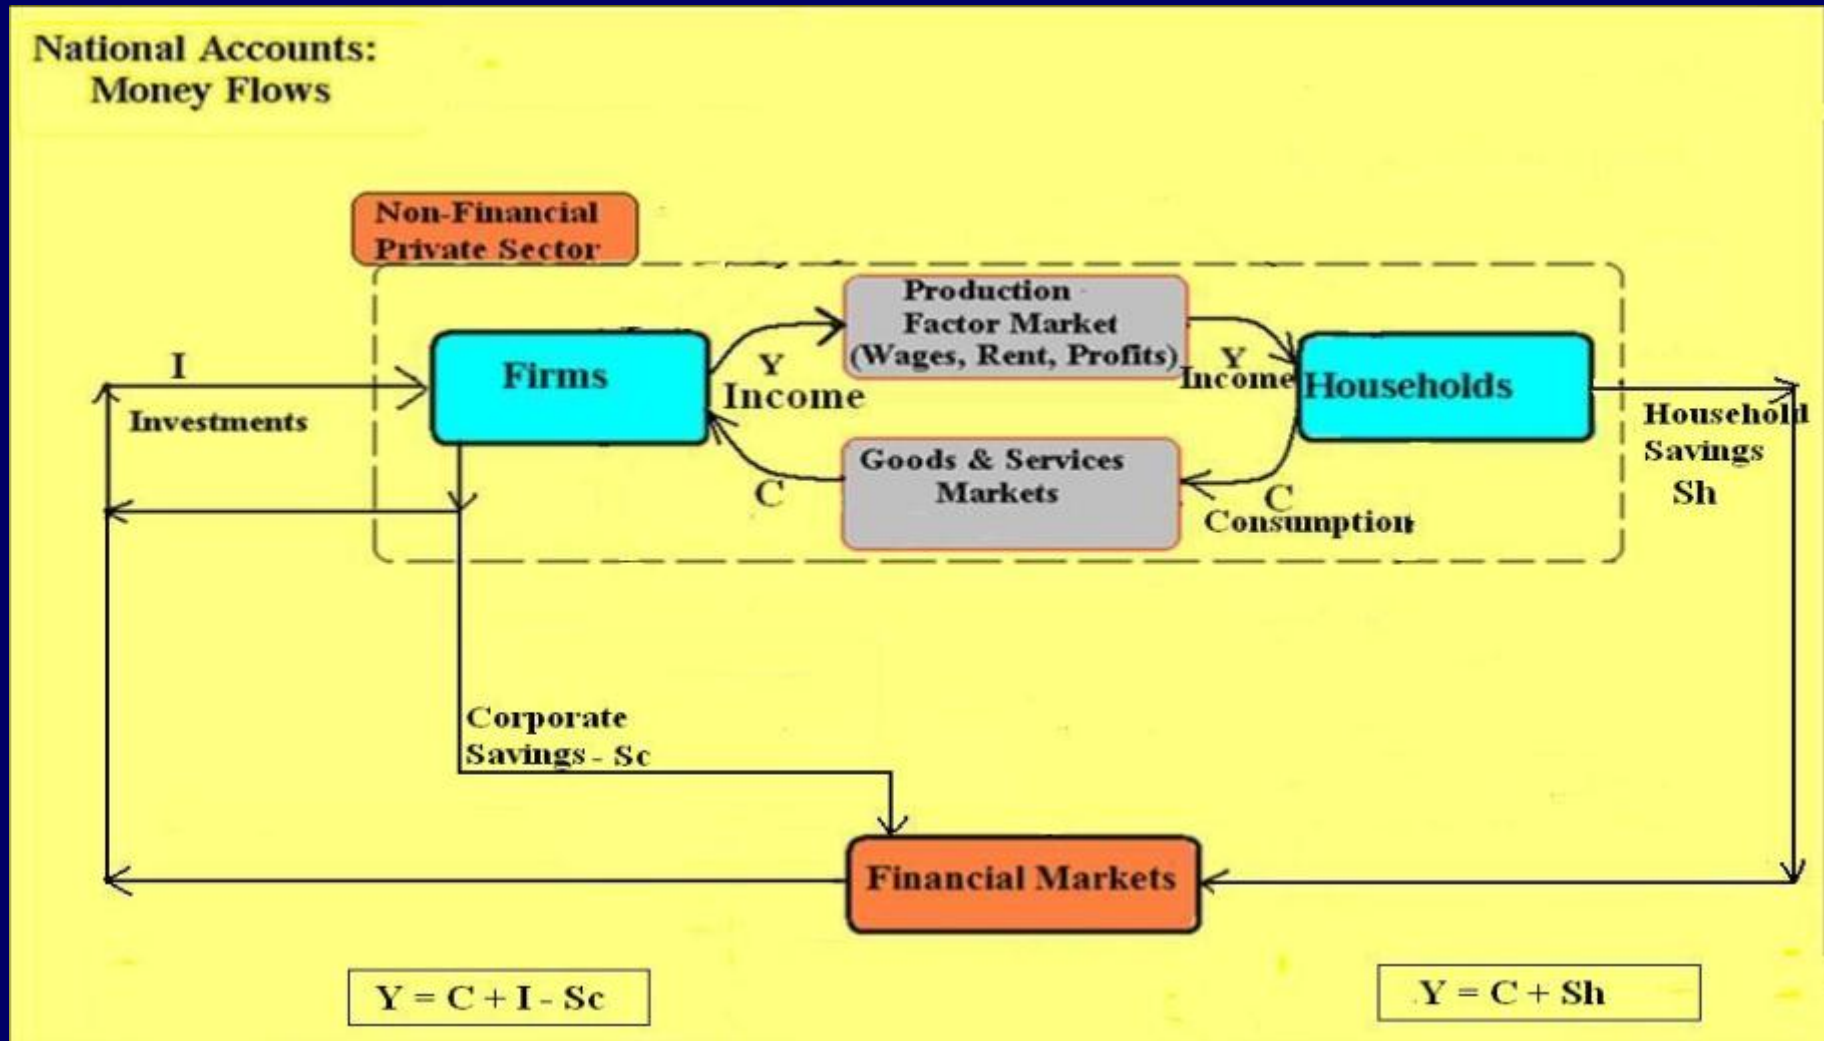 National Accounts:
Money Flows
Non-Financial
Private Sector
Production
Factor Market
(Wages, Rent, Profits)
Firms
Y
Income
Y
Income
Households
I
Investments
Household
Savings
Sh
Goods & Services
Markets
C
C
Consumption
Corporate
Savings - Sc
Financial Markets
Y = C + I - Sc
Y = C + Sh